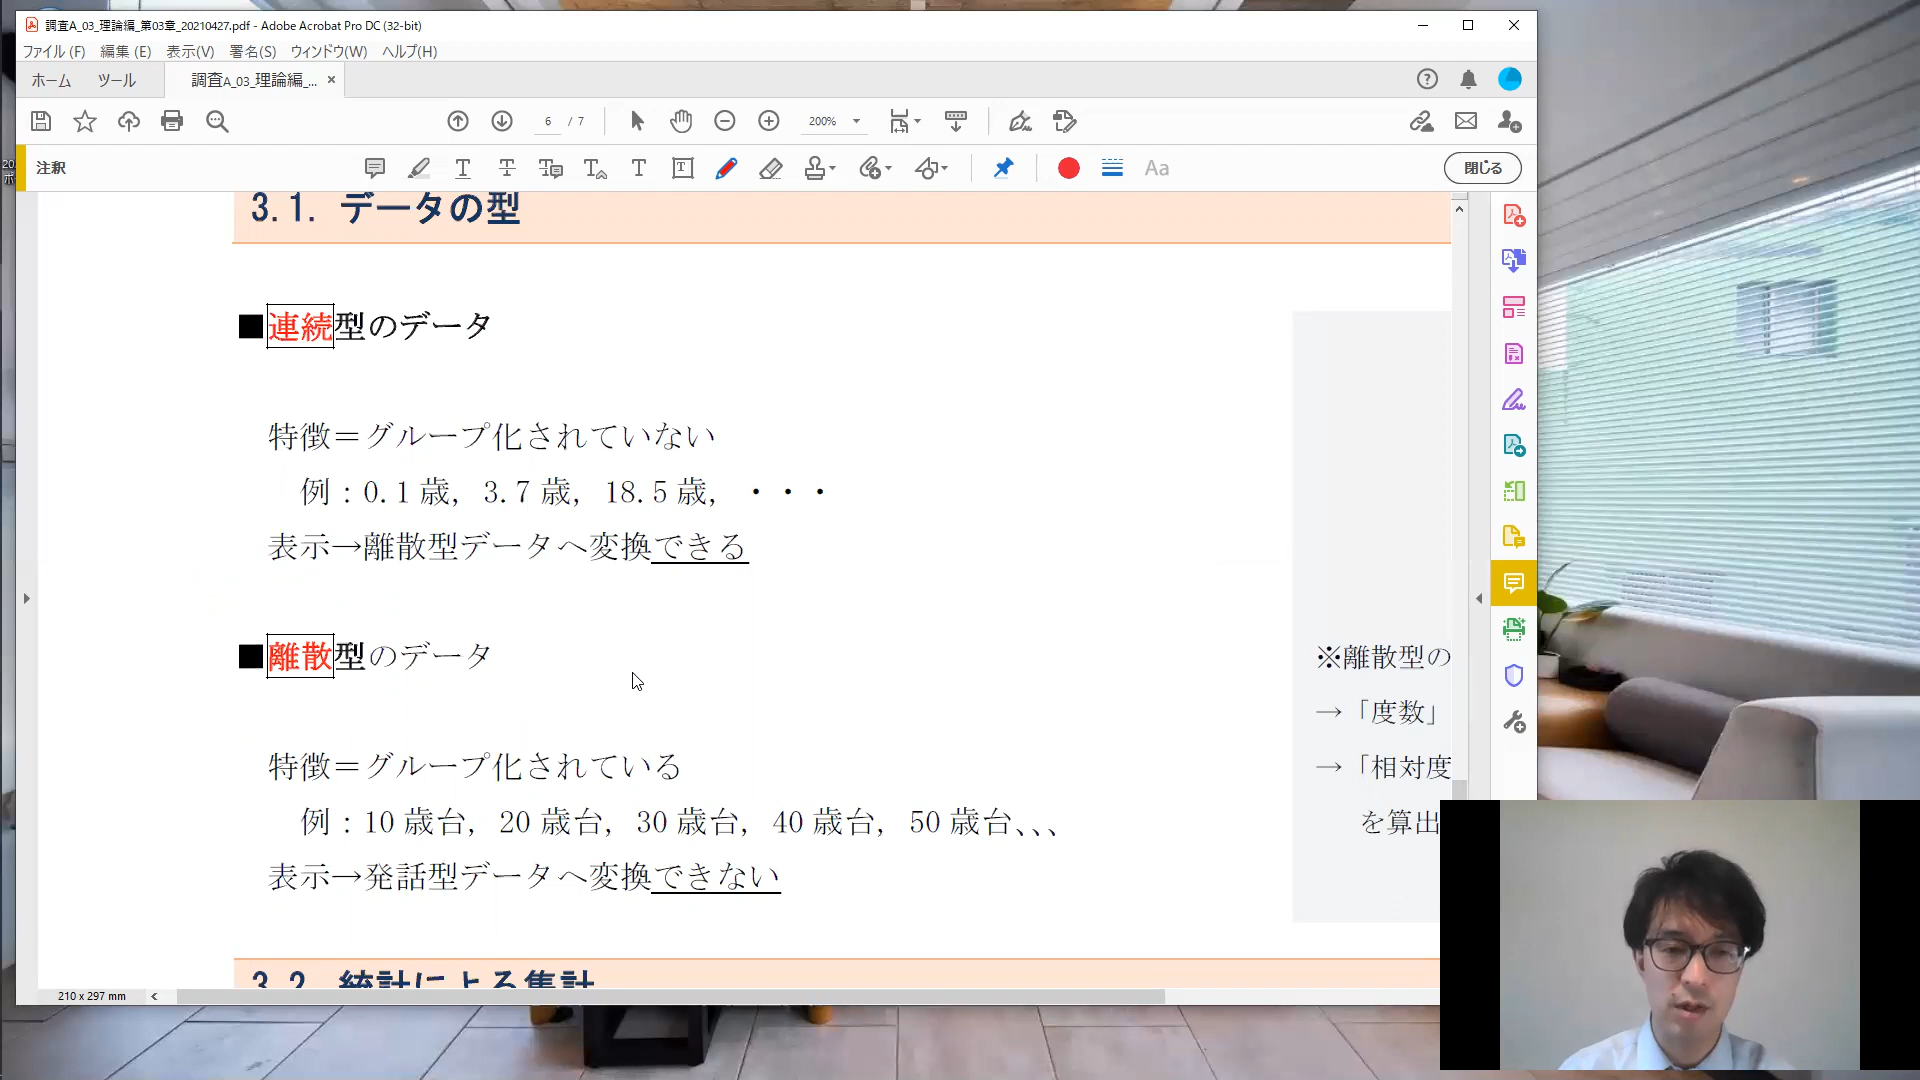 調査A_03_理論編_第03章_20210427.pdf - Adobe Acrobat Pro DC (32-bit)
ファイル(F) 編集(E) 表示(V) 署名(S) ウィンドウ(W) ヘルプ(H)
ホーム ツール 調査A_03_理論編_... ×
6 / 7 200%
注釈 Aa 閉じる
3.1. データの型
■連続型のデータ
特徴＝グループ化されていない
例：0.1歳, 3.7歳, 18.5歳, ・・・
表示→離散型データへ変換できる
■離散型のデータ
特徴＝グループ化されている
例：10歳台, 20歳台, 30歳台, 40歳台, 50歳台、、、
表示→発話型データへ変換できない
※離散型の
→「度数」
→「相対度
を算出
3.2. 統計による集計
210 x 297 mm